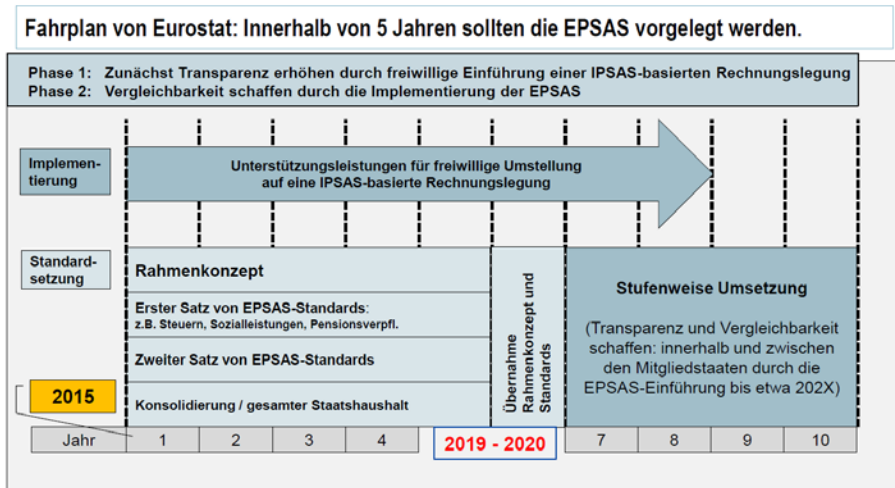 Fahrplan von Eurostat: Innerhalb von 5 Jahren sollten die EPSAS vorgelegt werden.
Phase 1: Zunächst Transparenz erhöhen durch freiwillige Einführung einer IPSAS-basierten Rechnungslegung
Phase 2: Vergleichbarkeit schaffen durch die Implementierung der EPSAS
Implemen-
tierung
Unterstützungsleistungen für freiwillige Umstellung
auf eine IPSAS-basierte Rechnungslegung
Standard-
setzung
Rahmenkonzept
Erster Satz von EPSAS-Standards:
z.B. Steuern, Sozialleistungen, Pensionsverpfl.
Zweiter Satz von EPSAS-Standards
Konsolidierung / gesamter Staatshaushalt
Übernahme
Rahmenkonzept und
Standards
Stufenweise Umsetzung
(Transparenz und Vergleichbarkeit
schaffen: innerhalb und zwischen
den Mitgliedstaaten durch die
EPSAS-Einführung bis etwa 202X)
2015
Jahr 1 2 3 4 2019 - 2020 7 8 9 10